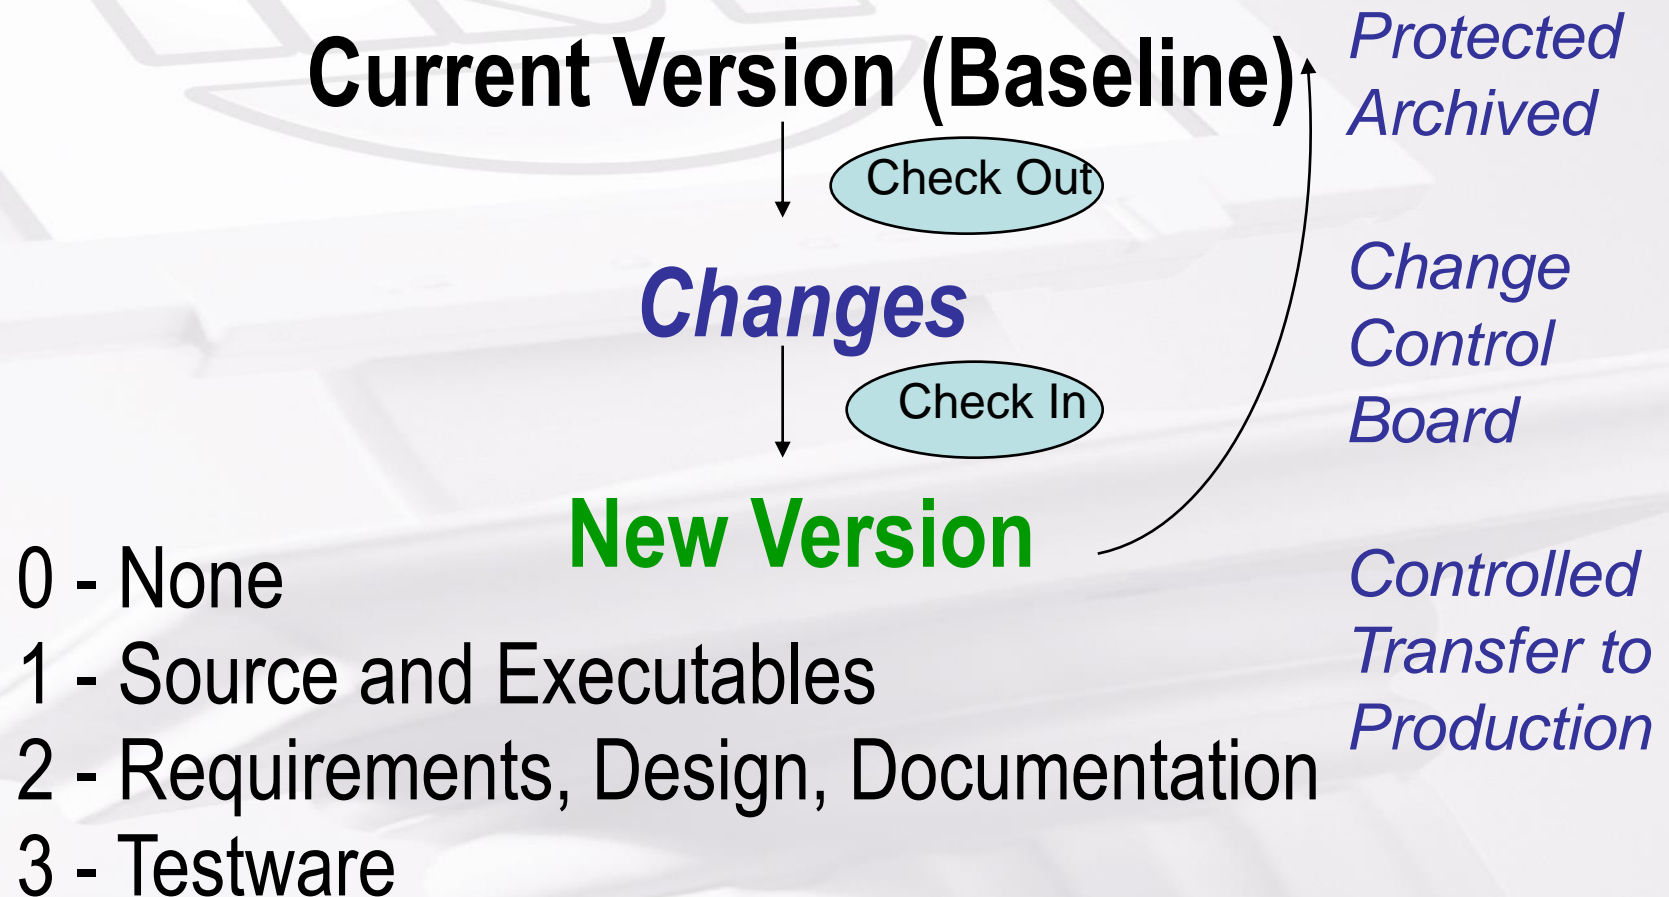 Current Version (Baseline)
Check Out
Changes
Check In
New Version
Protected
Archived
Change
Control
Board
Controlled
Transfer to
Production
0 - None
1 - Source and Executables
2 - Requirements, Design, Documentation
3 - Testware